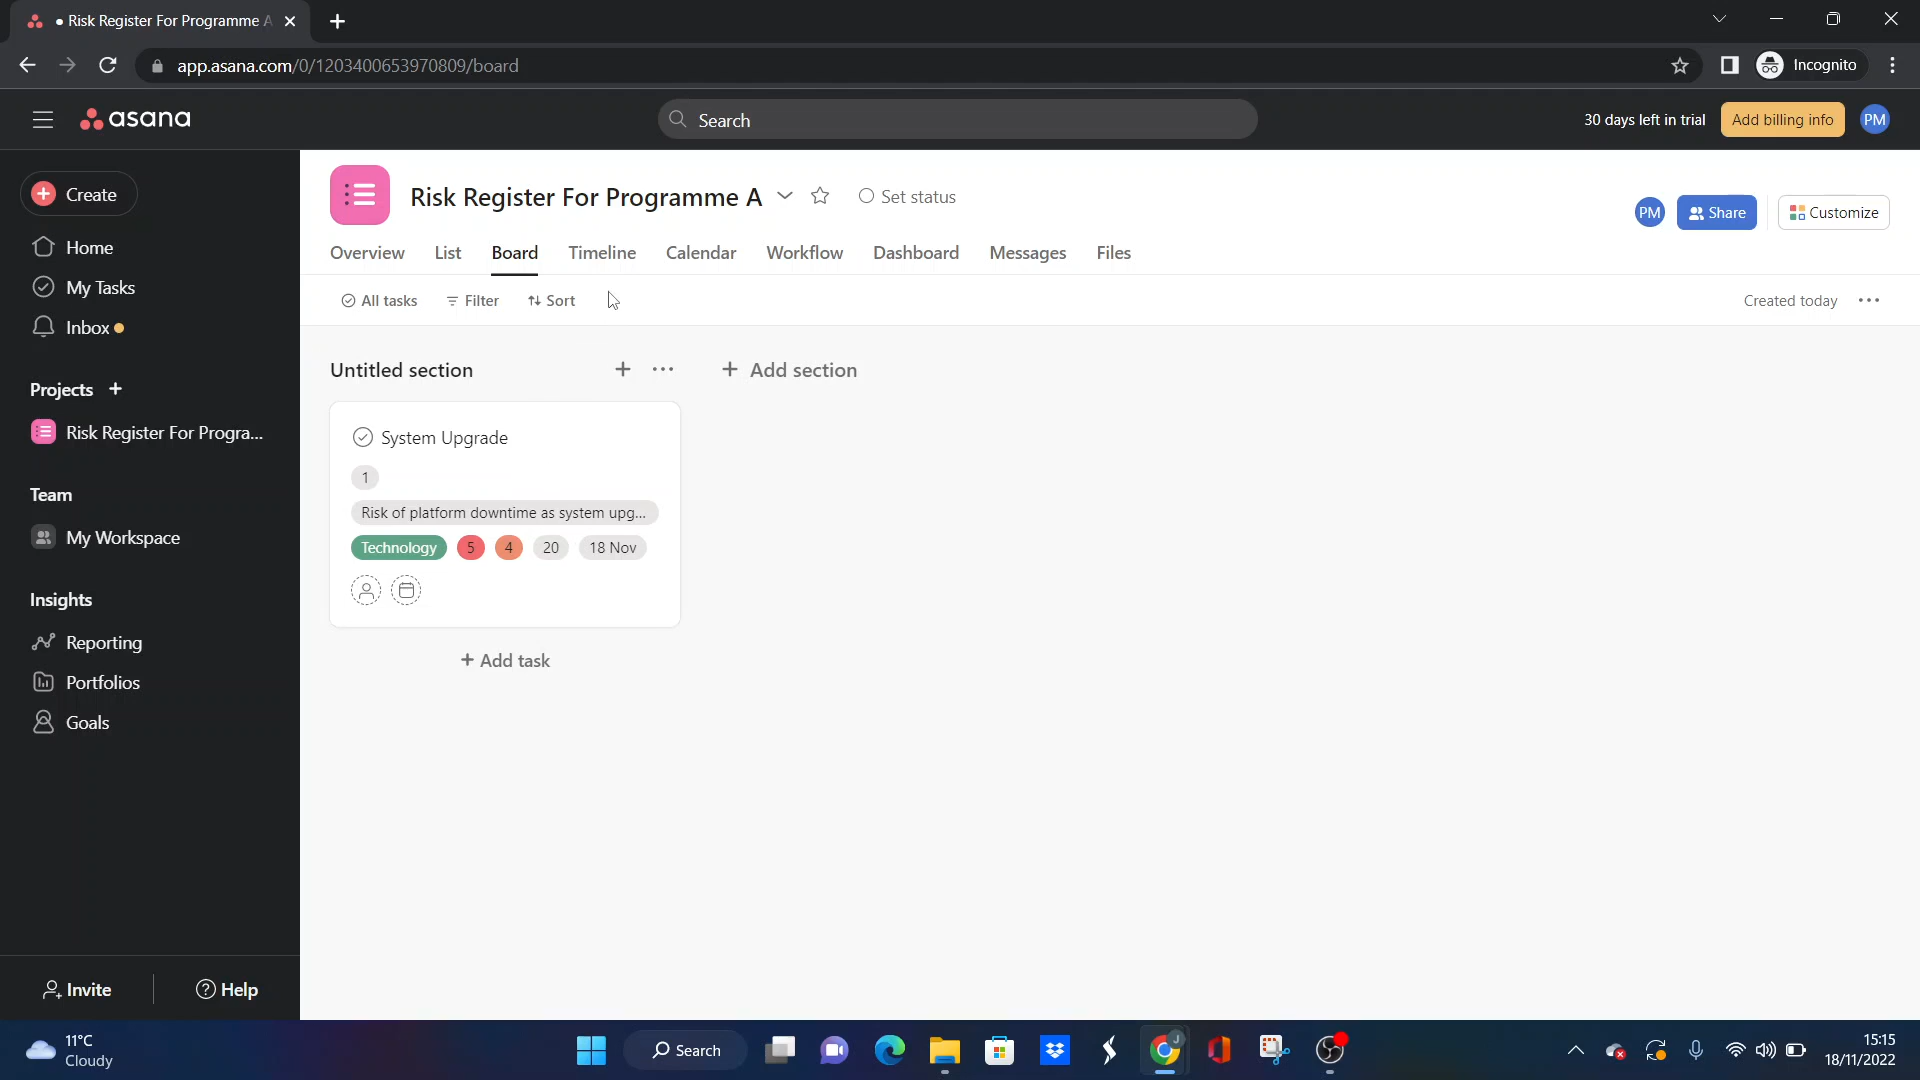 • Risk Register For Programme A
app.asana.com/0/1203400653970809/board
Incognito
asana
Search
30 days left in trial
Add billing info
PM
Create
Risk Register For Programme A
Set status
PM
Share
Customize
Overview
List
Board
Timeline
Calendar
Workflow
Dashboard
Messages
Files
Home
My Tasks
Inbox
All tasks
Filter
Sort
Created today
Projects
Risk Register For Progra...
Team
My Workspace
Insights
Reporting
Portfolios
Goals
Untitled section
Add section
System Upgrade
1
Risk of platform downtime as system upg...
Technology
5
4
20
18 Nov
Add task
Invite
Help
11°C
Cloudy
Search
J
15:15
18/11/2022